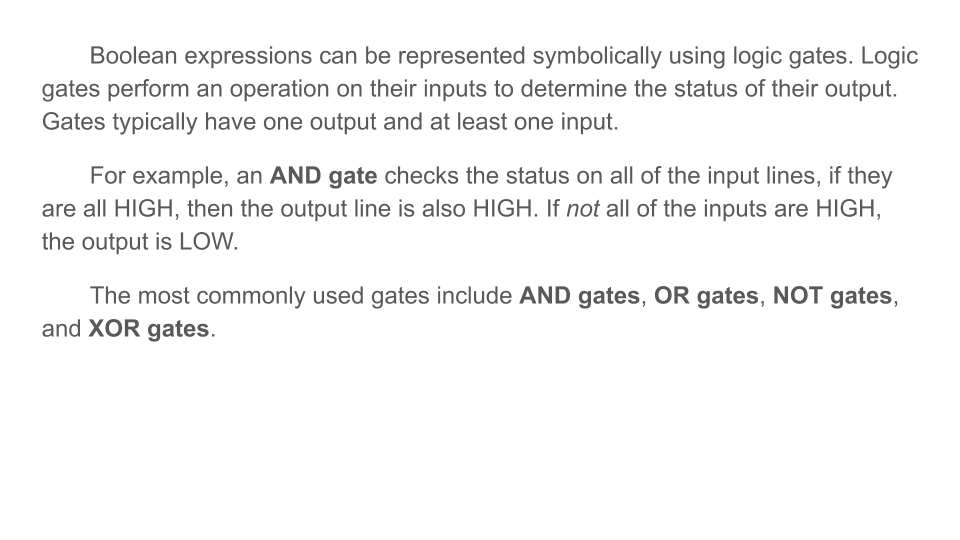 Boolean expressions can be represented symbolically using logic gates. Logic
gates perform an operation on their inputs to determine the status of their output.
Gates typically have one output and at least one input.
For example, an AND gate checks the status on all of the input lines, if they
are all HIGH, then the output line is also HIGH. If not all of the inputs are HIGH,
the output is LOW.
The most commonly used gates include AND gates, OR gates, NOT gates,
and XOR gates.